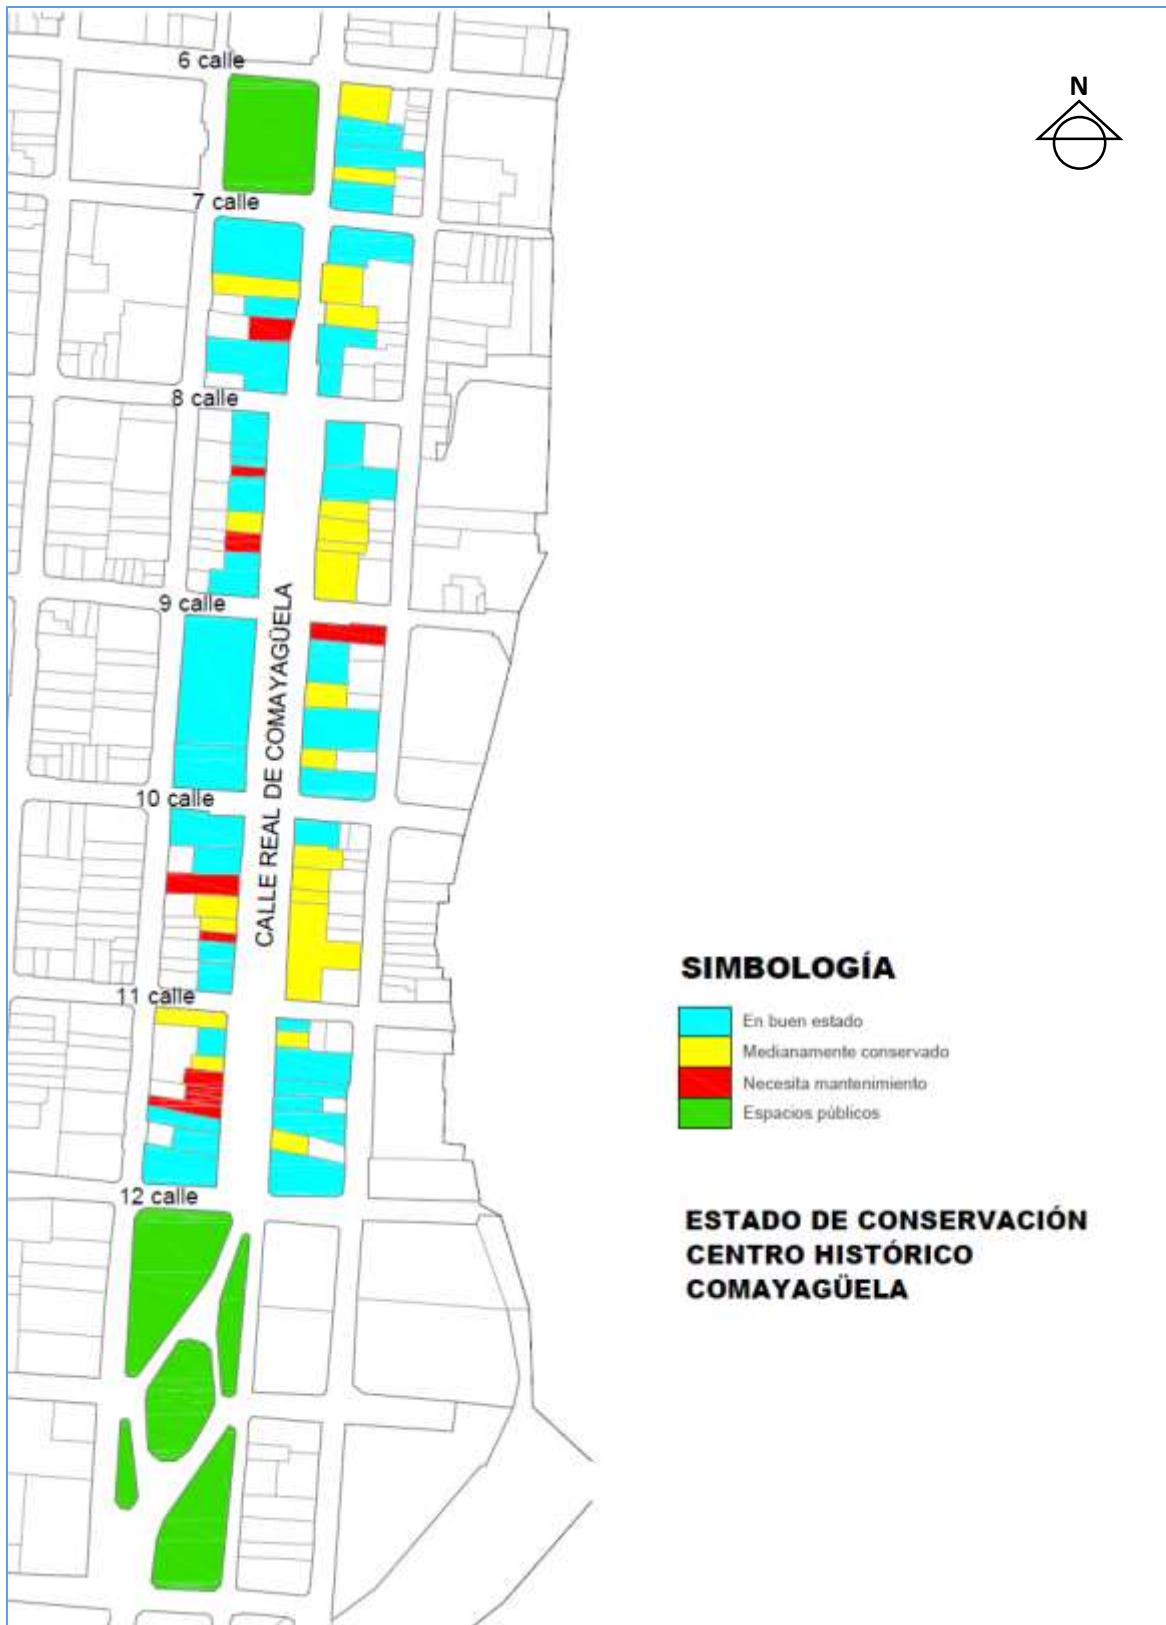 6 calle
N
7 calle
8 calle
9 calle
CALLE REAL DE COMAYAGÜELA
10 calle
11 calle
12 calle
SIMBOLOGÍA
En buen estado
Medianamente conservado
Necesita mantenimiento
Espacios públicos
ESTADO DE CONSERVACIÓN
CENTRO HISTÓRICO
COMAYAGÜELA